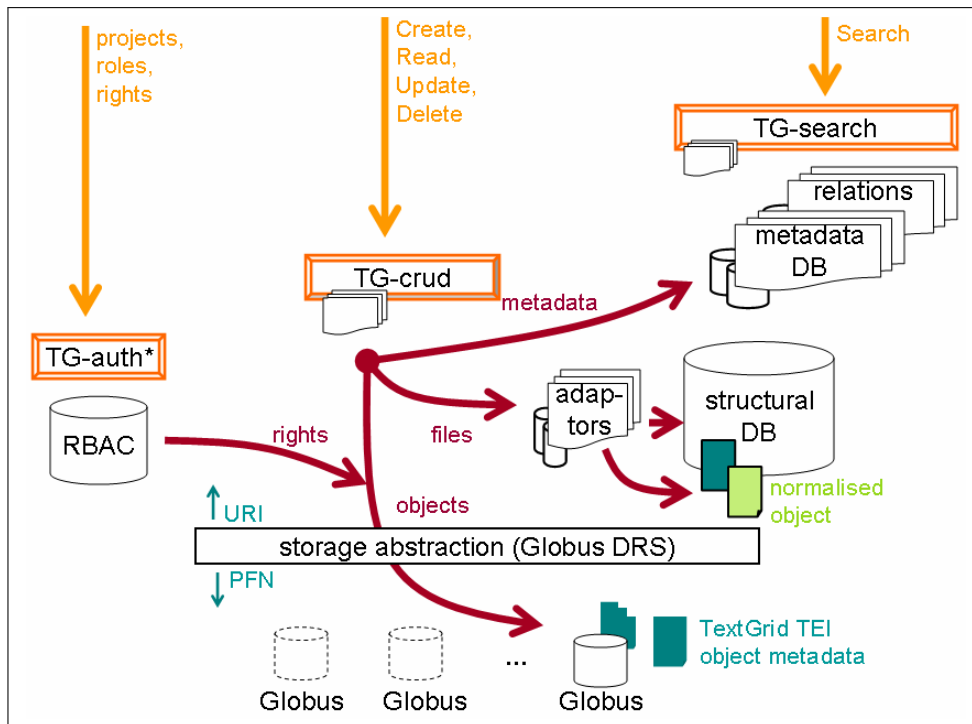 projects,
roles,
rights
Create,
Read,
Update,
Delete
Search
TG-search
relations
metadata
DB
TG-crud
metadata
TG-auth*
RBAC
rights
files
adap-
tors
structural
DB
objects
normalised
object
URI
storage abstraction (Globus DRS)
PFN
TextGrid TEI
object metadata
...
Globus
Globus
Globus